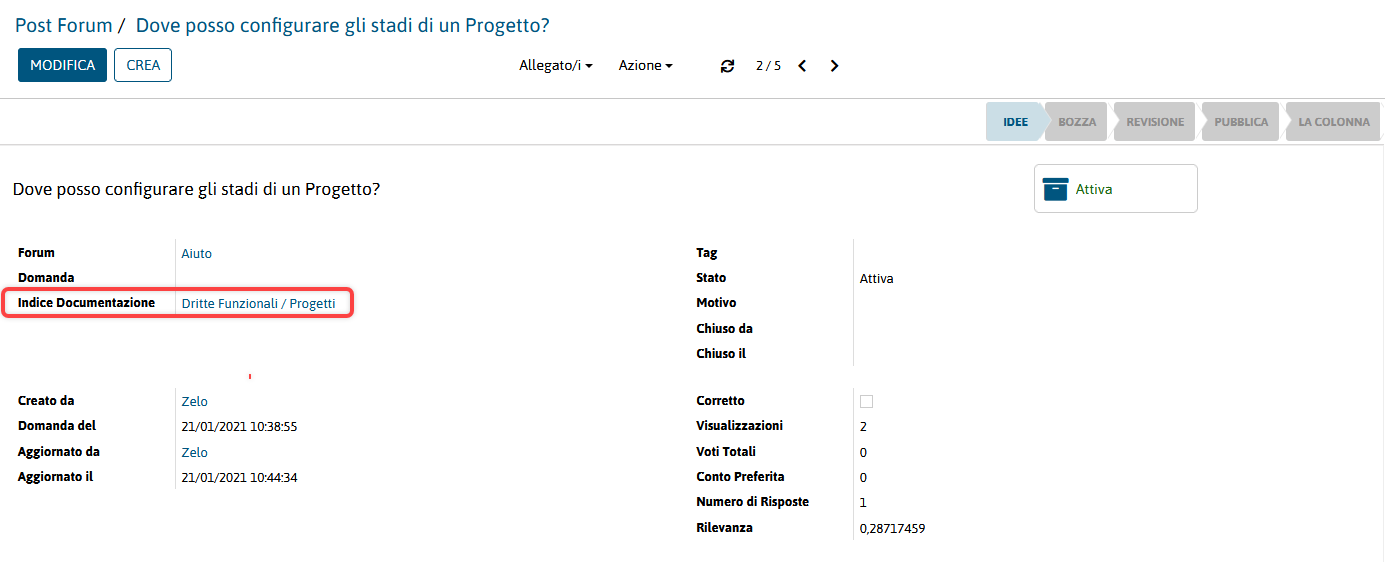 Post Forum / Dove posso configurare gli stadi di un Progetto?
MODIFICA CREA Allegato/i Azione 2 / 5
IDEE BOZZA REVISIONE PUBBLICA LA COLONNA
Dove posso configurare gli stadi di un Progetto?
Attiva
Forum Aiuto
Domanda
Indice Documentazione Dritte Funzionali / Progetti
Tag
Stato Attiva
Motivo
Chiuso da
Chiuso il
Creato da Zelo
Domanda del 21/01/2021 10:38:55
Aggiornato da Zelo
Aggiornato il 21/01/2021 10:44:34
Corretto
Visualizzazioni 2
Voti Totali 0
Conto Preferita 0
Numero di Risposte 1
Rilevanza 0,28717459